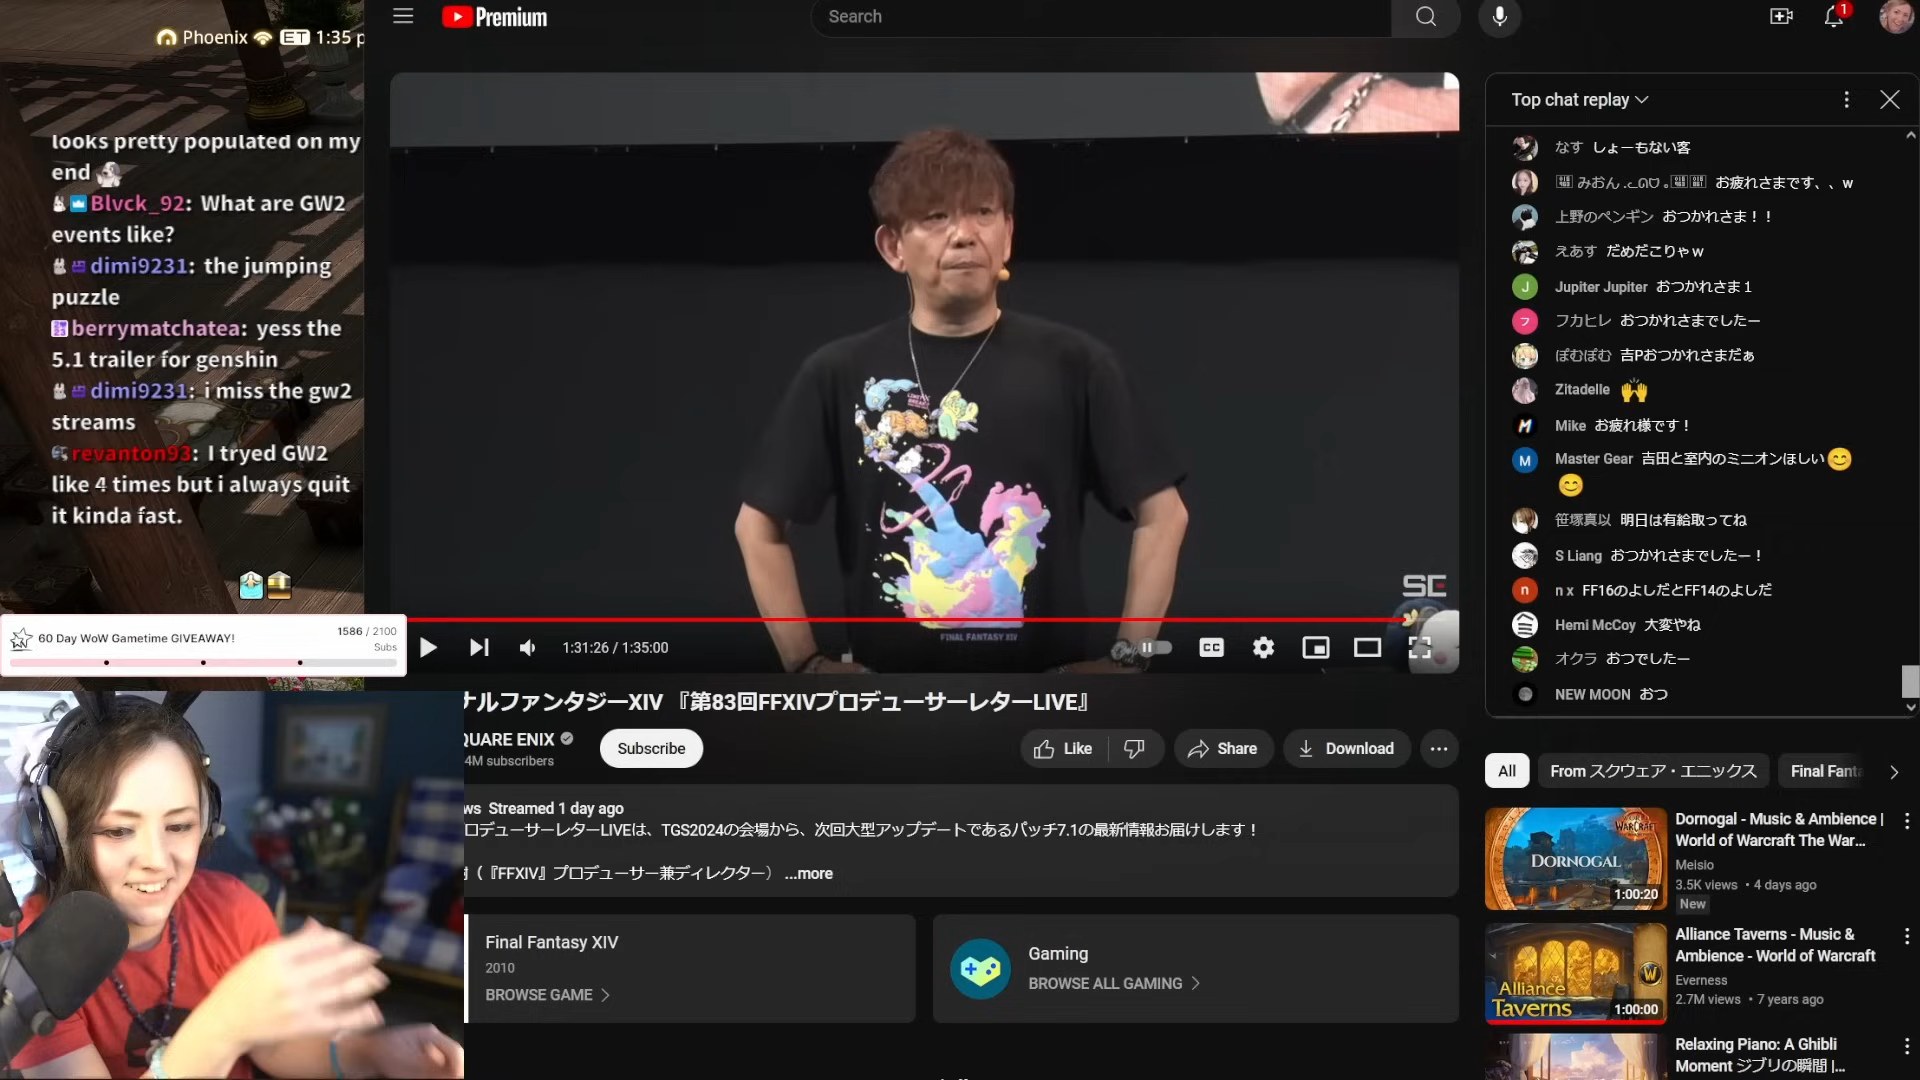 Phoenix ET 1:35 p
looks pretty populated on my
end
Blvck_92: What are GW2
events like?
dimi9231: the jumping
puzzle
berrymatchatea: yess the
5.1 trailer for genshin
dimi9231: i miss the gw2
streams
revanton93: I tryed GW2
like 4 times but i always quit
it kinda fast.
60 Day WoW Gametime GIVEAWAY!
1586 / 2100
Subs
Premium
Search
1
FINAL FANTASY XIV
1:31:26 / 1:35:00
CC
ナルファンタジーXIV 『第83回FFXIVプロデューサーレターLIVE』
QUARE ENIX
4M subscribers
Subscribe
Like
Share
Download
ws Streamed 1 day ago
ロデューサーレターLIVEは、TGS2024の会場から、次回大型アップデートであるパッチ7.1の最新情報お届けします！
（『FFXIV』プロデューサー兼ディレクター） ...more
Final Fantasy XIV
2010
BROWSE GAME
Gaming
BROWSE ALL GAMING
Top chat replay
なす しょーもない客
みおん お疲れさまです、、w
上野のペンギン おつかれさま！！
えあす だめだこりゃw
J Jupiter Jupiter おつかれさま１
フ フカヒレ おつかれさまでしたー
ぽむぽむ 吉Pおつかれさまだぁ
Zitadelle
Mike お疲れ様です！
M Master Gear 吉田と室内のミニオンほしい
笹塚真以 明日は有給取ってね
S Liang おつかれさまでしたー！
n n x FF16のよしだとFF14のよしだ
Hemi McCoy 大変やね
オクラ おつでしたー
NEW MOON おつ
All
From スクウェア・エニックス
Final Fanta
WARCRAFT
DORNOGAL
1:00:20
Dornogal - Music & Ambience |
World of Warcraft The War...
Meisio
3.5K views • 4 days ago
New
Alliance
Taverns
1:00:00
Alliance Taverns - Music &
Ambience - World of Warcraft
Everness
2.7M views • 7 years ago
Relaxing Piano: A Ghibli
Moment ジブリの瞬間 |...